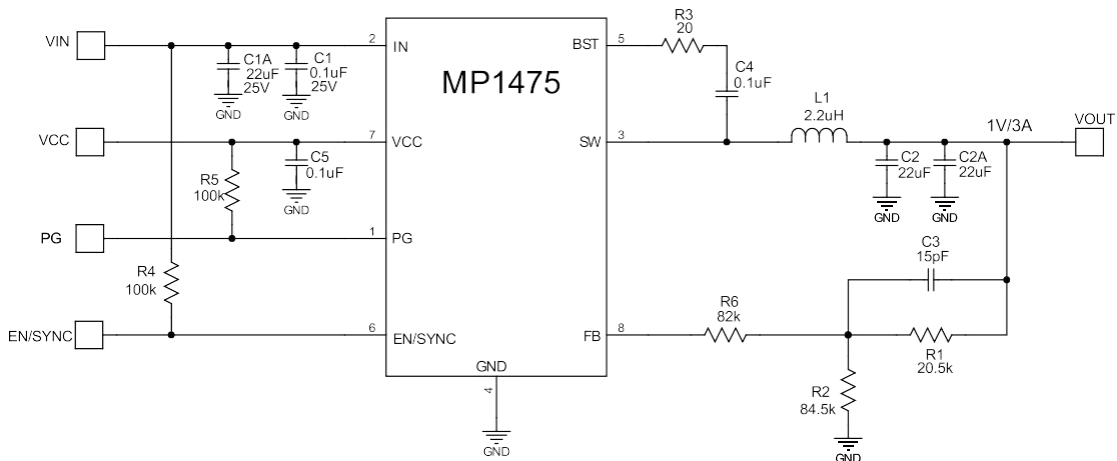 VIN
VCC
PG
EN/SYNC
R4
100k
R5
100k
C1A
22uF
25V
GND
C1
0.1uF
25V
GND
C5
0.1uF
GND
2
7
1
6
IN
VCC
PG
EN/SYNC
MP1475
GND
4
GND
BST
SW
FB
5
3
8
R3
20
C4
0.1uF
L1
2.2uH
C2
22uF
GND
C2A
22uF
GND
1V/3A
VOUT
C3
15pF
R6
82k
R1
20.5k
R2
84.5k
GND